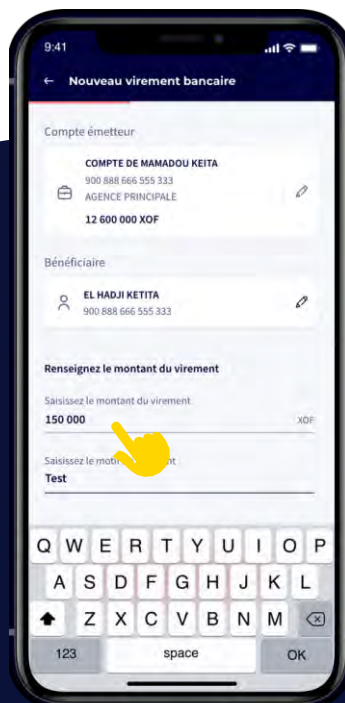 9:41
← Nouveau virement bancaire
Compte émetteur
COMPTE DE MAMADOU KEITA
900 888 666 555 333
AGENCE PRINCIPALE
12 600 000 XOF
Bénéficiaire
EL HADJI KETITA
900 888 666 555 333
Renseignez le montant du virement
Saisissez le montant du virement
150 000 XOF
Saisissez le
Test
Q W E R T Y U I O P
A S D F G H J K L
Z X C V B N M
123 space OK